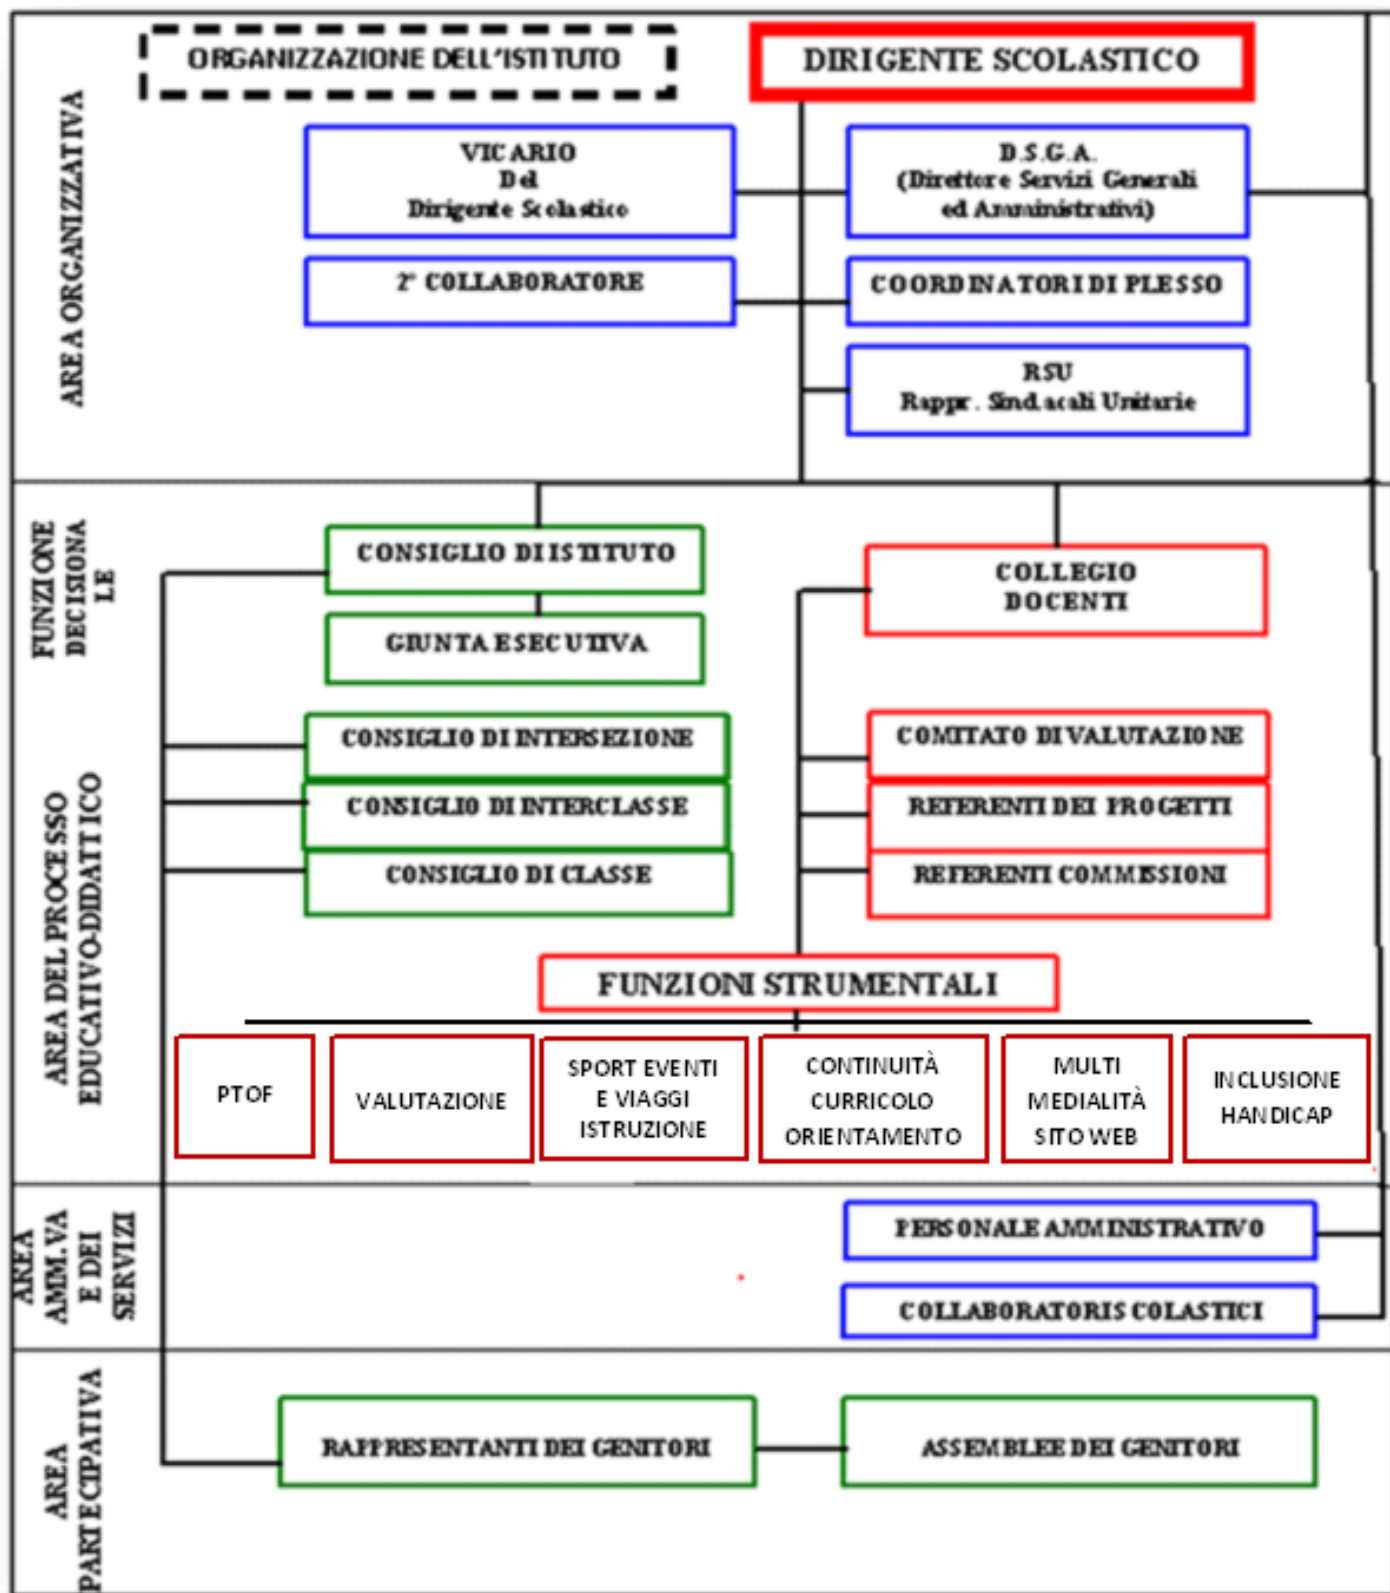 ORGANIZZAZIONE DELL'ISTITUTO
DIRIGENTE SCOLASTICO
AREA ORGANIZZATIVA
VICARIO
Del
Dirigente Scolastico
D.S.G.A.
(Direttore Servizi Generali
ed Amministrativi)
2° COLLABORATORE
COORDINATORI DI PLESSO
RSU
Rappr. Sindacali Unitarie
FUNZIONE
DECISIONA
LE
CONSIGLIO DI ISTITUTO
COLLEGIO
DOCENTI
GIUNTA ESECUTIVA
AREA DEL PROCESSO
EDUCATIVO-DIDATTICO
CONSIGLIO DI INTERSEZIONE
COMITATO DI VALUTAZIONE
CONSIGLIO DI INTERCLASSE
REFERENTI DEI PROGETTI
CONSIGLIO DI CLASSE
REFERENTI COMMISSIONI
FUNZIONI STRUMENTALI
PTOF
VALUTAZIONE
SPORT EVENTI
E VIAGGI
ISTRUZIONE
CONTINUITÀ
CURRICOLO
ORIENTAMENTO
MULTI
MEDIALITÀ
SITO WEB
INCLUSIONE
HANDICAP
AREA
AMM.VA
E DEI
SERVIZI
PERSONALE AMMINISTRATIVO
COLLABORATORI SCOLASTICI
AREA
PARTECIPATIVA
RAPPRESENTANTI DEI GENITORI
ASSEMBLEE DEI GENITORI